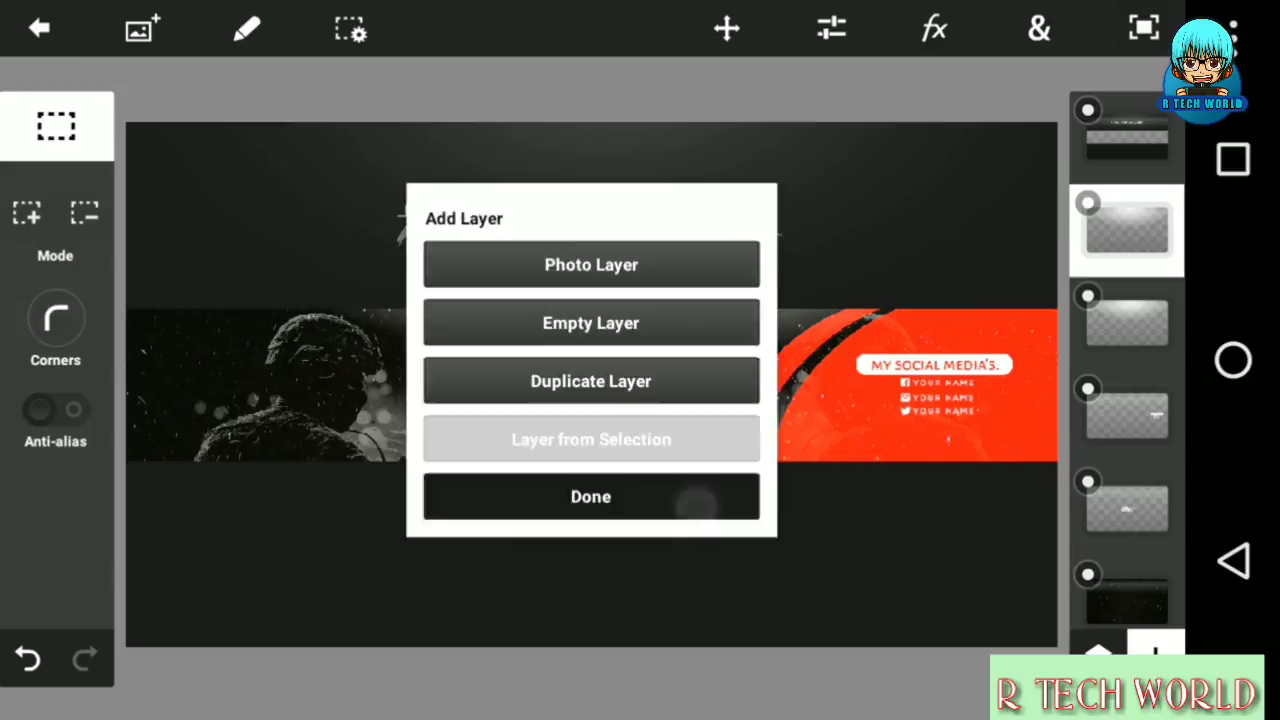 fx
&
R TECH WORLD
Mode
Corners
Anti-alias
Add Layer
Photo Layer
Empty Layer
Duplicate Layer
Layer from Selection
Done
MY SOCIAL MEDIA'S:
YOUR NAME
YOUR NAME
YOUR NAME
R TECH WORLD